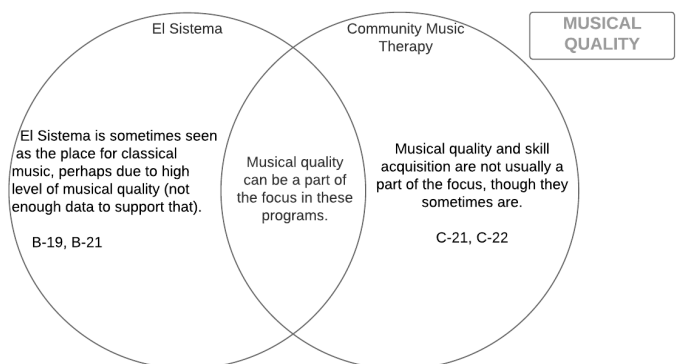 El Sistema
Community Music
Therapy
MUSICAL
QUALITY
El Sistema is sometimes seen
as the place for classical
music, perhaps due to high
level of musical quality (not
enough data to support that).
B-19, B-21
Musical quality
can be a part of
the focus in these
programs.
Musical quality and skill
acquisition are not usually a
part of the focus, though they
sometimes are.
C-21, C-22